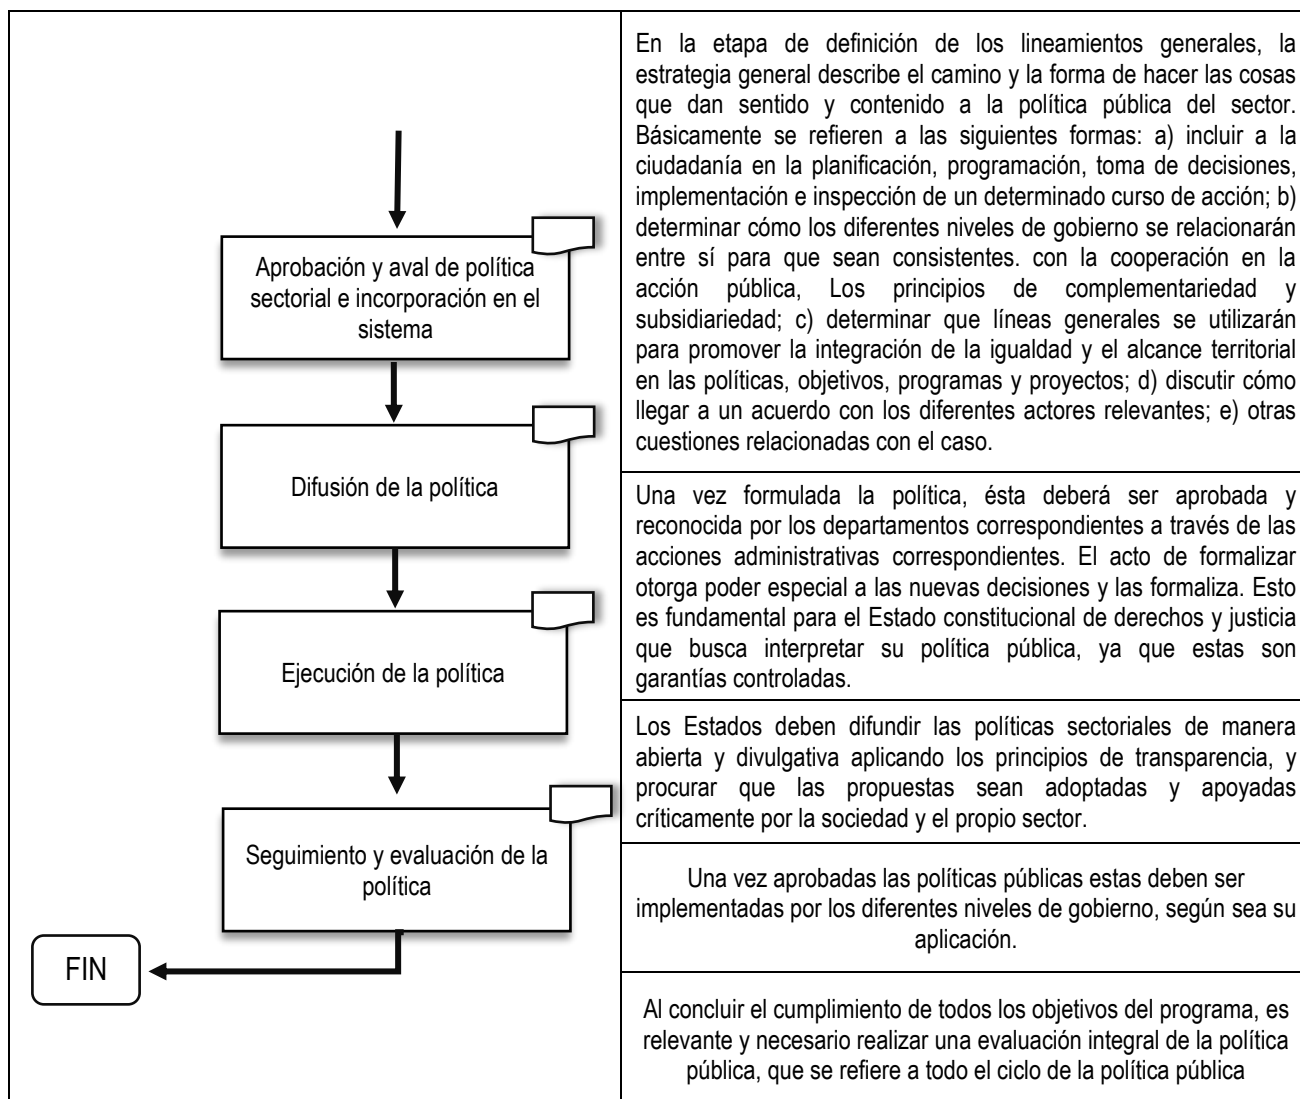 Aprobación y aval de política
sectorial e incorporación en el
sistema
Difusión de la política
Ejecución de la política
Seguimiento y evaluación de la
política
FIN
En la etapa de definición de los lineamientos generales, la
estrategia general describe el camino y la forma de hacer las cosas
que dan sentido y contenido a la política pública del sector.
Básicamente se refieren a las siguientes formas: a) incluir a la
ciudadanía en la planificación, programación, toma de decisiones,
implementación e inspección de un determinado curso de acción; b)
determinar cómo los diferentes niveles de gobierno se relacionarán
entre sí para que sean consistentes. con la cooperación en la
acción pública, Los principios de complementariedad y
subsidiariedad; c) determinar que líneas generales se utilizarán
para promover la integración de la igualdad y el alcance territorial
en las políticas, objetivos, programas y proyectos; d) discutir cómo
llegar a un acuerdo con los diferentes actores relevantes; e) otras
cuestiones relacionadas con el caso.
Una vez formulada la política, ésta deberá ser aprobada y
reconocida por los departamentos correspondientes a través de las
acciones administrativas correspondientes. El acto de formalizar
otorga poder especial a las nuevas decisiones y las formaliza. Esto
es fundamental para el Estado constitucional de derechos y justicia
que busca interpretar su política pública, ya que estas son
garantías controladas.
Los Estados deben difundir las políticas sectoriales de manera
abierta y divulgativa aplicando los principios de transparencia, y
procurar que las propuestas sean adoptadas y apoyadas
críticamente por la sociedad y el propio sector.
Una vez aprobadas las políticas públicas estas deben ser
implementadas por los diferentes niveles de gobierno, según sea su
aplicación.
Al concluir el cumplimiento de todos los objetivos del programa, es
relevante y necesario realizar una evaluación integral de la política
pública, que se refiere a todo el ciclo de la política pública